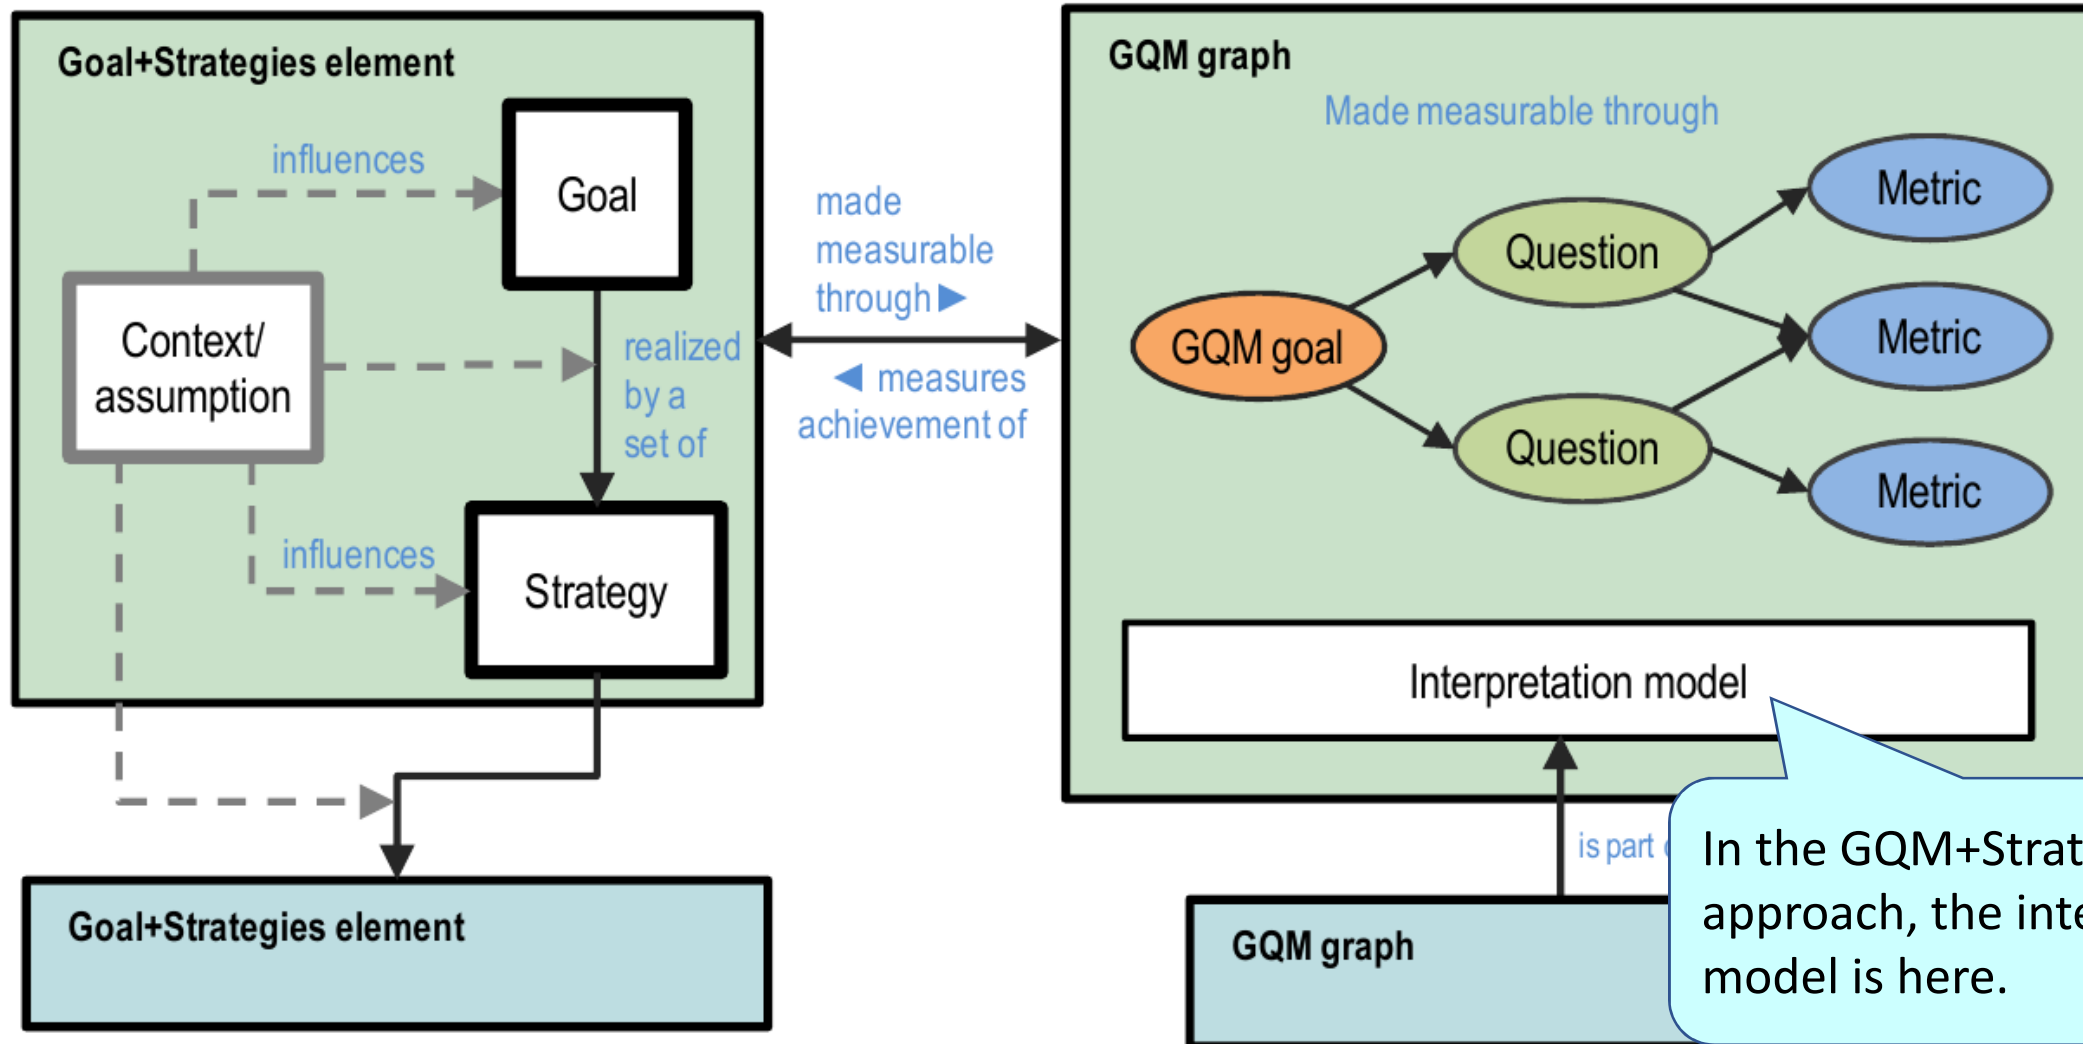 Goal+Strategies element
influences
Goal
Context/
assumption
realized
by a
set of
influences
Strategy
Goal+Strategies element
made
measurable
through ►
◄ measures
achievement of
GQM graph
Made measurable through
Metric
Question
Metric
GQM goal
Question
Metric
Interpretation model
is part
GQM graph
In the GQM+Strat
approach, the inte
model is here.